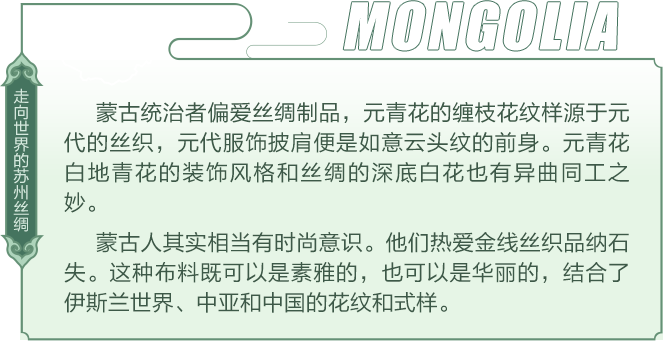 MONGOLIA
走向世界的苏州丝绸
蒙古统治者偏爱丝绸制品，元青花的缠枝花纹样源于元
代的丝织，元代服饰披肩便是如意云头纹的前身。元青花
白地青花的装饰风格和丝绸的深底白花也有异曲同工之
妙。
蒙古人其实相当有时尚意识。他们热爱金线丝织品纳石
失。这种布料既可以是素雅的，也可以是华丽的，结合了
伊斯兰世界、中亚和中国的花纹和式样。